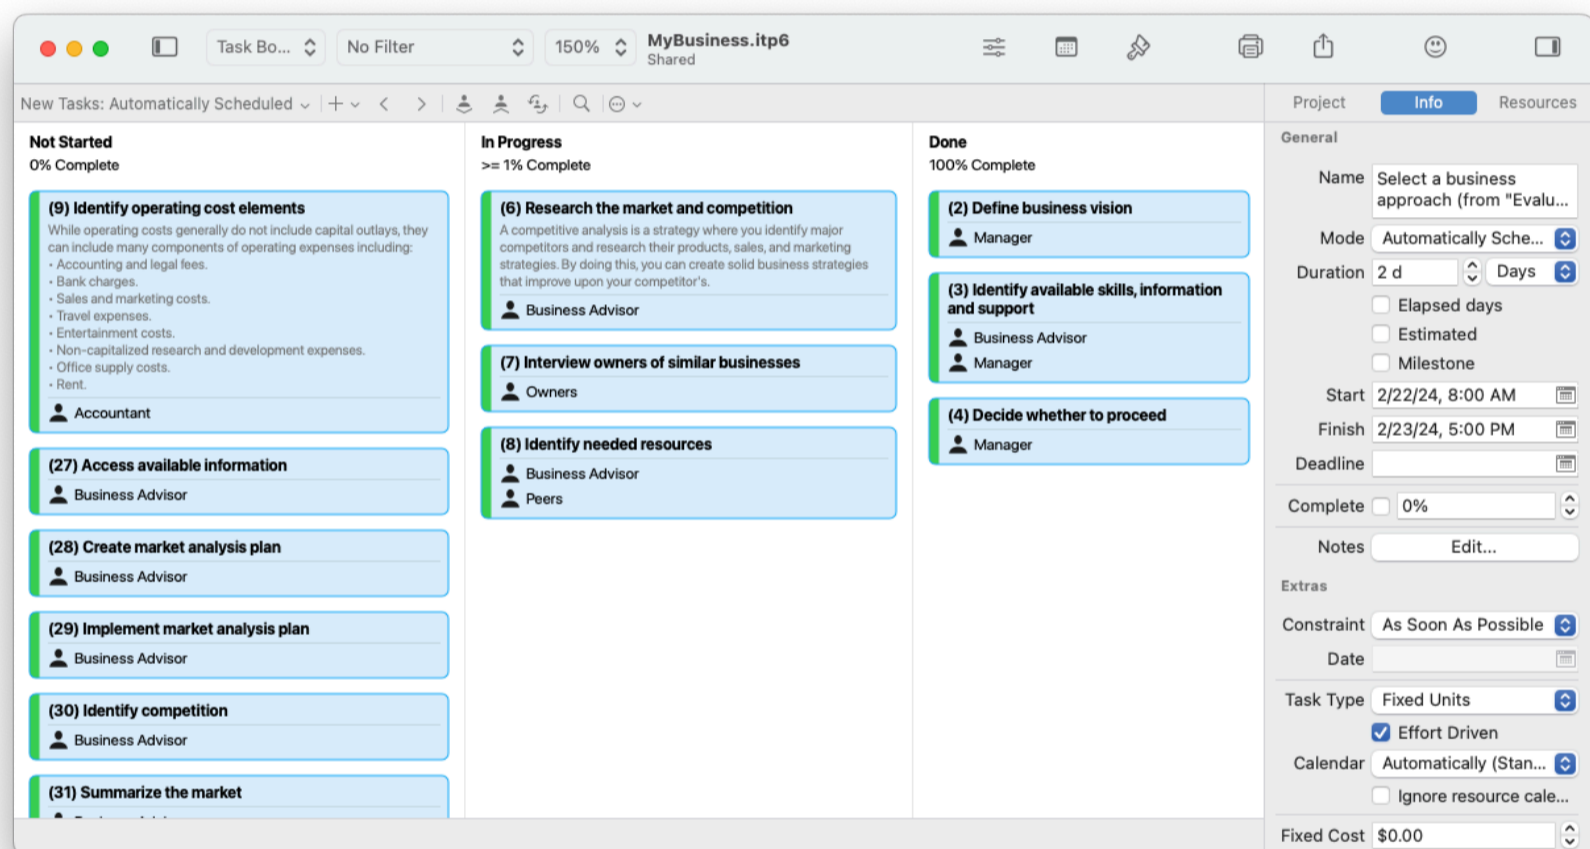 Task Bo...
No Filter
150%
MyBusiness.itp6
Shared
New Tasks: Automatically Scheduled
Project
Info
Resources
Not Started
0% Complete
(9) Identify operating cost elements
While operating costs generally do not include capital outlays, they
can include many components of operating expenses including:
• Accounting and legal fees.
• Bank charges.
• Sales and marketing costs.
• Travel expenses.
• Entertainment costs.
• Non-capitalized research and development expenses.
• Office supply costs.
• Rent.
Accountant
(27) Access available information
Business Advisor
(28) Create market analysis plan
Business Advisor
(29) Implement market analysis plan
Business Advisor
(30) Identify competition
Business Advisor
(31) Summarize the market
In Progress
>= 1% Complete
(6) Research the market and competition
A competitive analysis is a strategy where you identify major
competitors and research their products, sales, and marketing
strategies. By doing this, you can create solid business strategies
that improve upon your competitor's.
Business Advisor
(7) Interview owners of similar businesses
Owners
(8) Identify needed resources
Business Advisor
Peers
Done
100% Complete
(2) Define business vision
Manager
(3) Identify available skills, information
and support
Business Advisor
Manager
(4) Decide whether to proceed
Manager
General
Name Select a business
approach (from "Evalu...
Mode Automatically Sche...
Duration 2 d Days
Elapsed days
Estimated
Milestone
Start 2/22/24, 8:00 AM
Finish 2/23/24, 5:00 PM
Deadline
Complete 0%
Notes Edit...
Extras
Constraint As Soon As Possible
Date
Task Type Fixed Units
Effort Driven
Calendar Automatically (Stan...
Ignore resource cale...
Fixed Cost $0.00